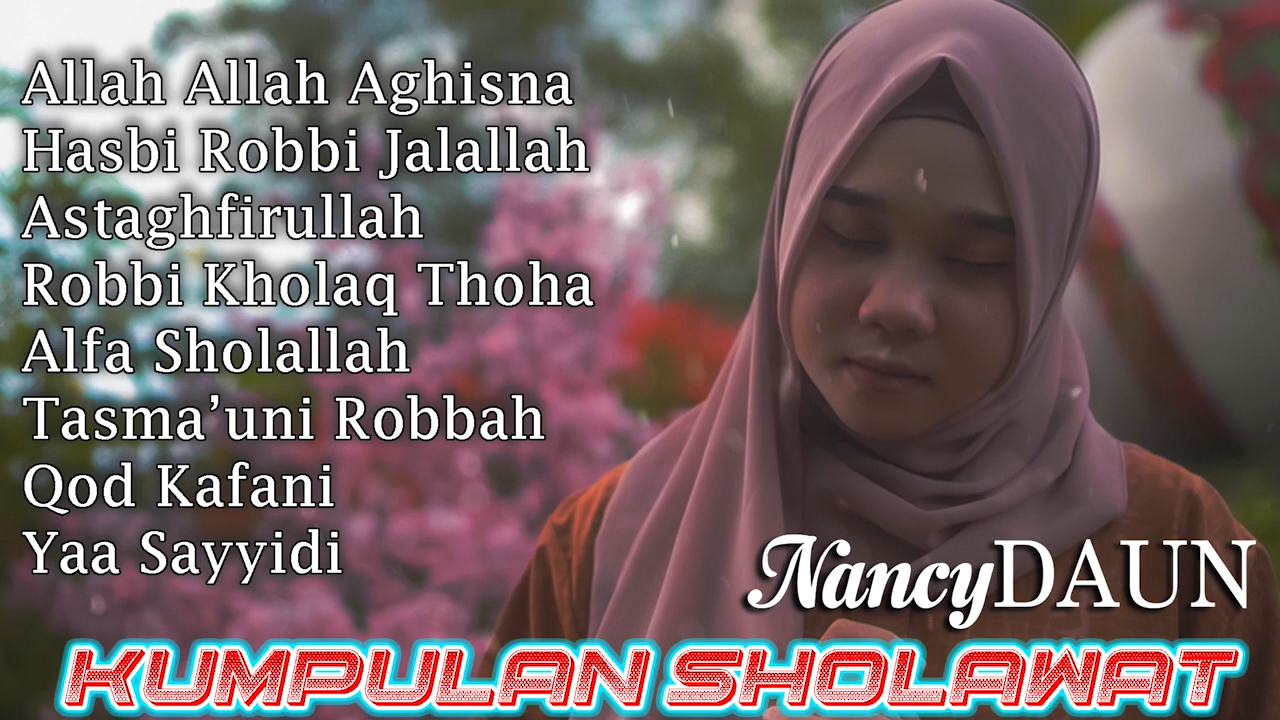 Allah Allah Aghisna
Hasbi Robbi Jalallah
Astaghfirullah
Robbi Kholaq Thoha
Alfa Sholallah
Tasma’uni Robbah
Qod Kafani
Yaa Sayyidi
NancyDAUN
KUMPULAN SHOLAWAT